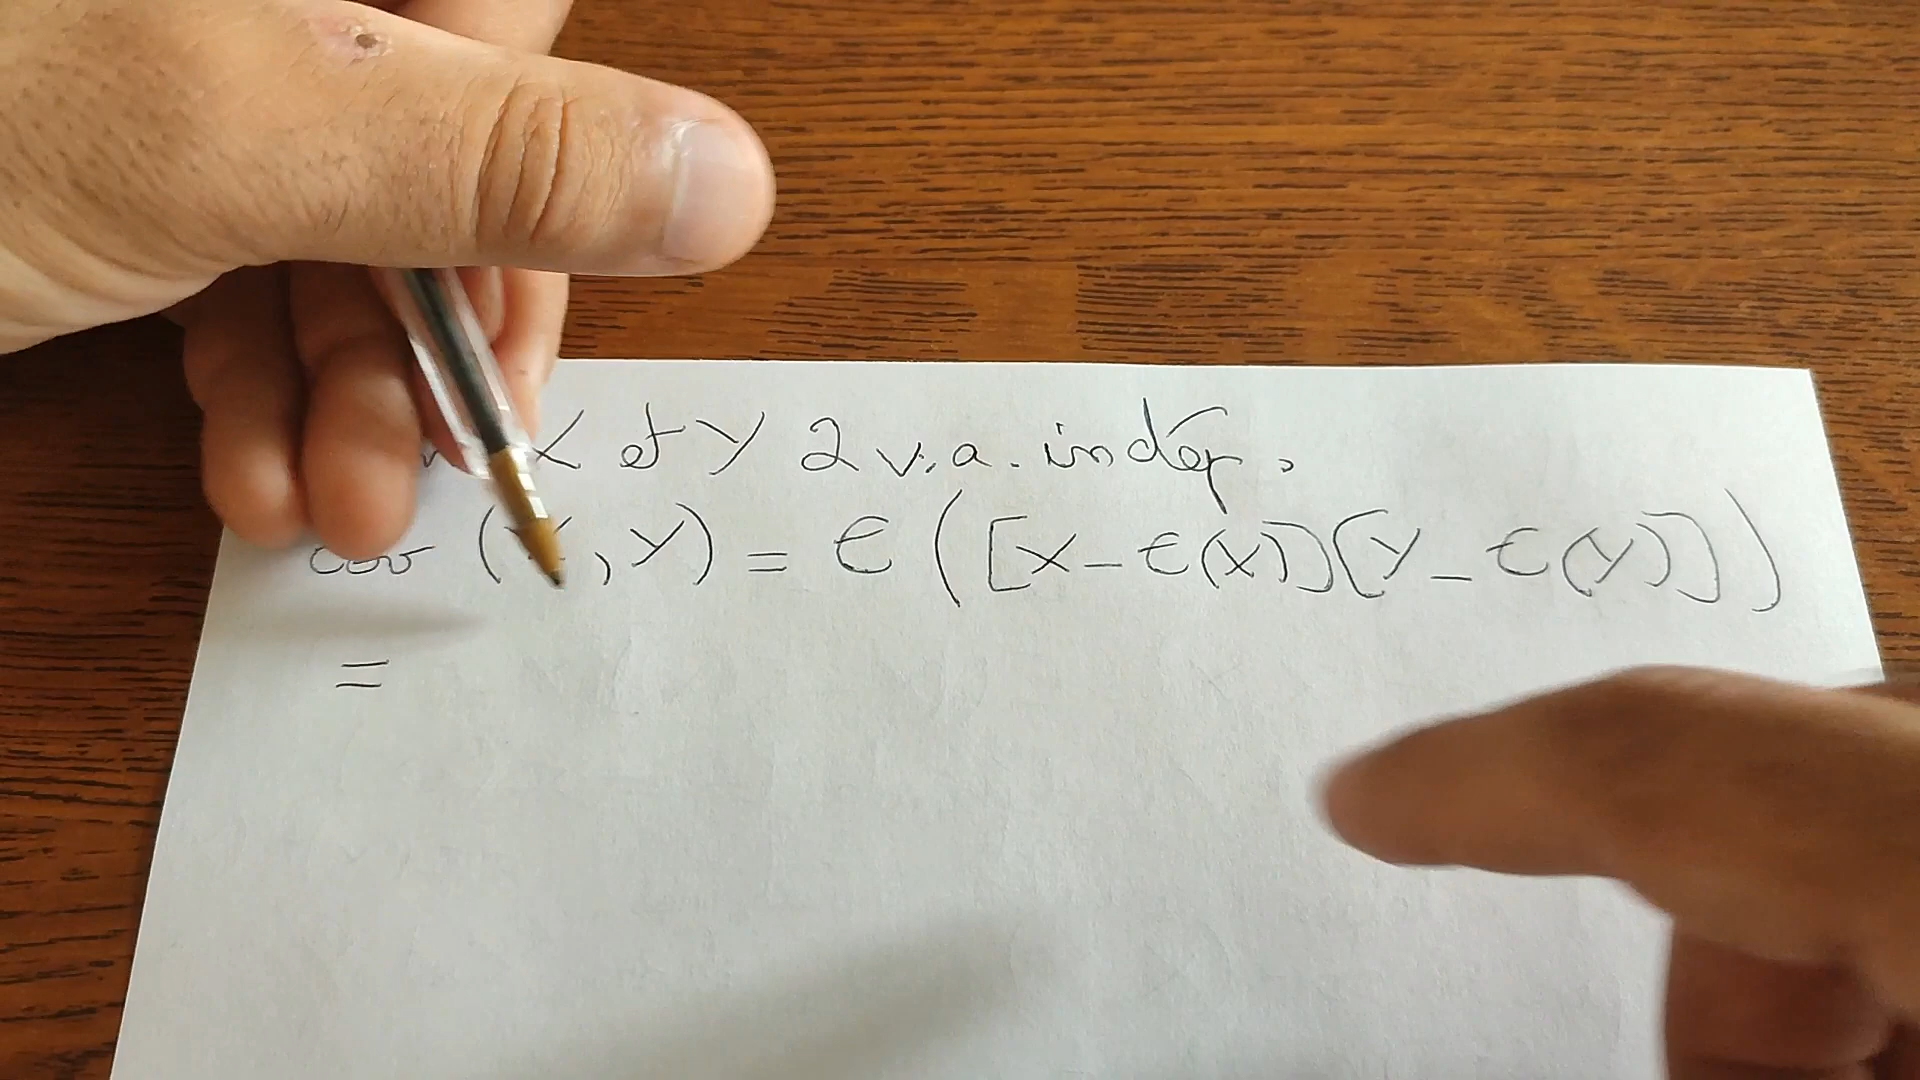 X et Y 2 v.a. indép.
cov (X, Y) = E ( [X - E(X)] [Y - E(Y)] )
=